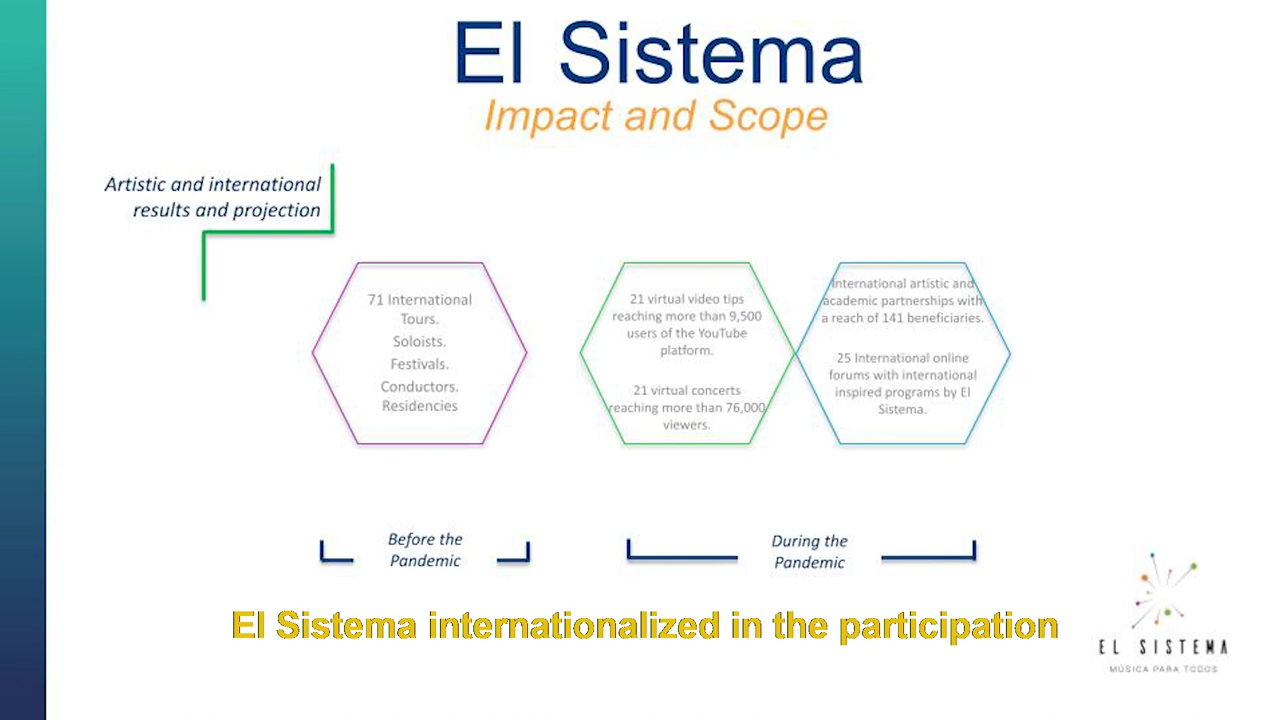 El Sistema
Impact and Scope
Artistic and international
results and projection
71 International
Tours.
Soloists.
Festivals.
Conductors.
Residencies
21 virtual video tips
reaching more than 9,500
users of the YouTube
platform.
21 virtual concerts
reaching more than 76,000
viewers.
International artistic and
academic partnerships with
a reach of 141 beneficiaries.
25 International online
forums with international
inspired programs by El
Sistema.
Before the
Pandemic
During the
Pandemic
El Sistema internationalized in the participation
EL SISTEMA
MÚSICA PARA TODOS